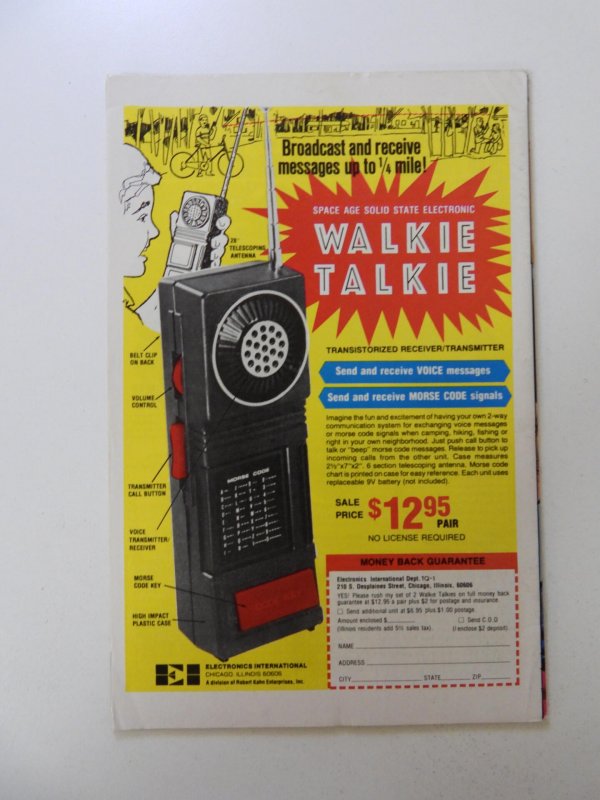 Broadcast and receive
messages up to 1/4 mile!
SPACE AGE SOLID STATE ELECTRONIC
WALKIE
TALKIE
28"
TELESCOPING
ANTENNA
BELT CLIP
ON BACK
VOLUME
CONTROL
TRANSMITTER
CALL BUTTON
VOICE
TRANSMITTER/
RECEIVER
MORSE
CODE KEY
HIGH IMPACT
PLASTIC CASE
MORSE CODE
TRANSISTORIZED RECEIVER/TRANSMITTER
Send and receive VOICE messages
Send and receive MORSE CODE signals
Imagine the fun and excitement of having your own 2-way
communication system for exchanging voice messages
or morse code signals when camping, hiking, fishing or
right in your own neighborhood. Just push call button to
talk or "beep" morse code messages. Release to pick up
incoming calls from the other unit. Case measures
2½"x7"x2". 6 section telescoping antenna. Morse code
chart is printed on case for easy reference. Each unit uses
replaceable 9V battery (not included).
SALE
PRICE $12.95
PAIR
NO LICENSE REQUIRED
MONEY BACK GUARANTEE
Electronics International Dept.
210 S. Desplaines Street, Chicago, Illinois, 60606
YES! Please rush my set of 2 Walkie Talkies on full money back
guarantee at $12.95 a pair plus $2 for postage and insurance.
Send additional unit at $6.95 plus $1.00 postage.
Amount enclosed $ Send C.O.D
(Illinois residents add 5% sales tax). (I enclose $2 deposit)
NAME
ADDRESS
CITY STATE ZIP
EI
ELECTRONICS INTERNATIONAL
CHICAGO, ILLINOIS 60606
A division of Robert Kahn Enterprises, Inc.